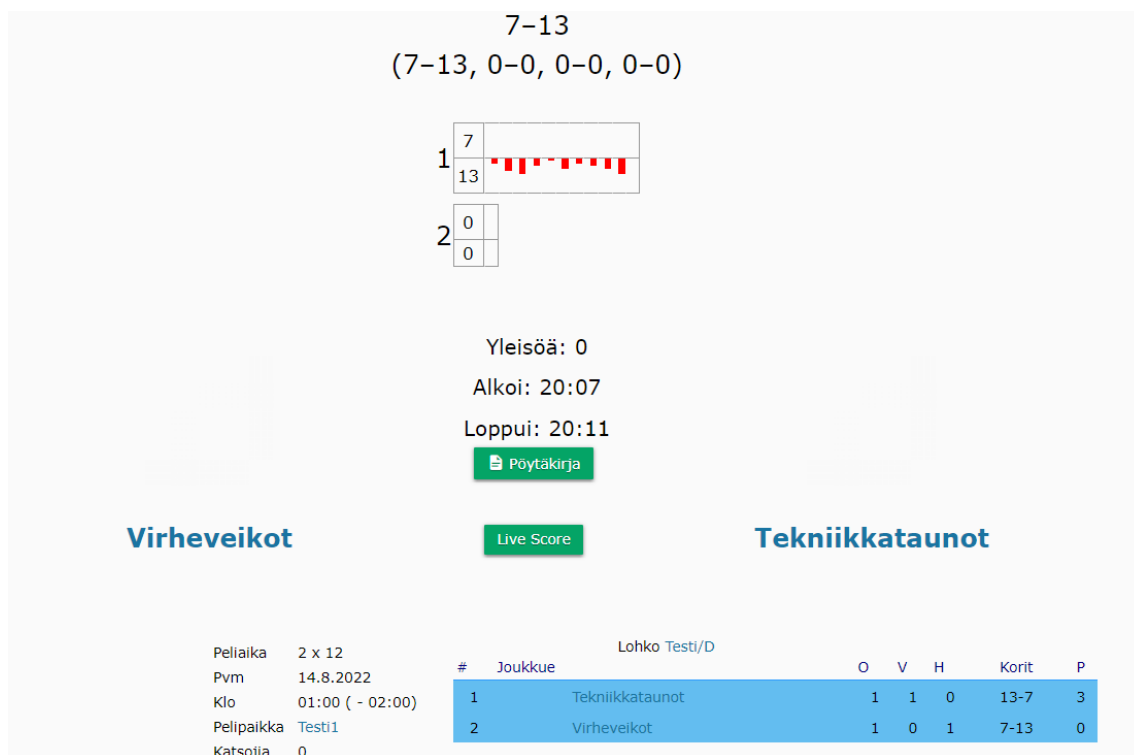 7–13
(7–13, 0–0, 0–0, 0–0)
1
7
13
2
0
0
Yleisöä: 0
Alkoi: 20:07
Loppui: 20:11
Pöytäkirja
Virheveikot
Live Score
Tekniikkataunot
Peliaika 2 x 12
Pvm 14.8.2022
Klo 01:00 ( - 02:00)
Pelipaikka Testi1
Katsojia 0
Lohko Testi/D
# Joukkue O V H Korit P
1 Tekniikkataunot 1 1 0 13-7 3
2 Virheveikot 1 0 1 7-13 0